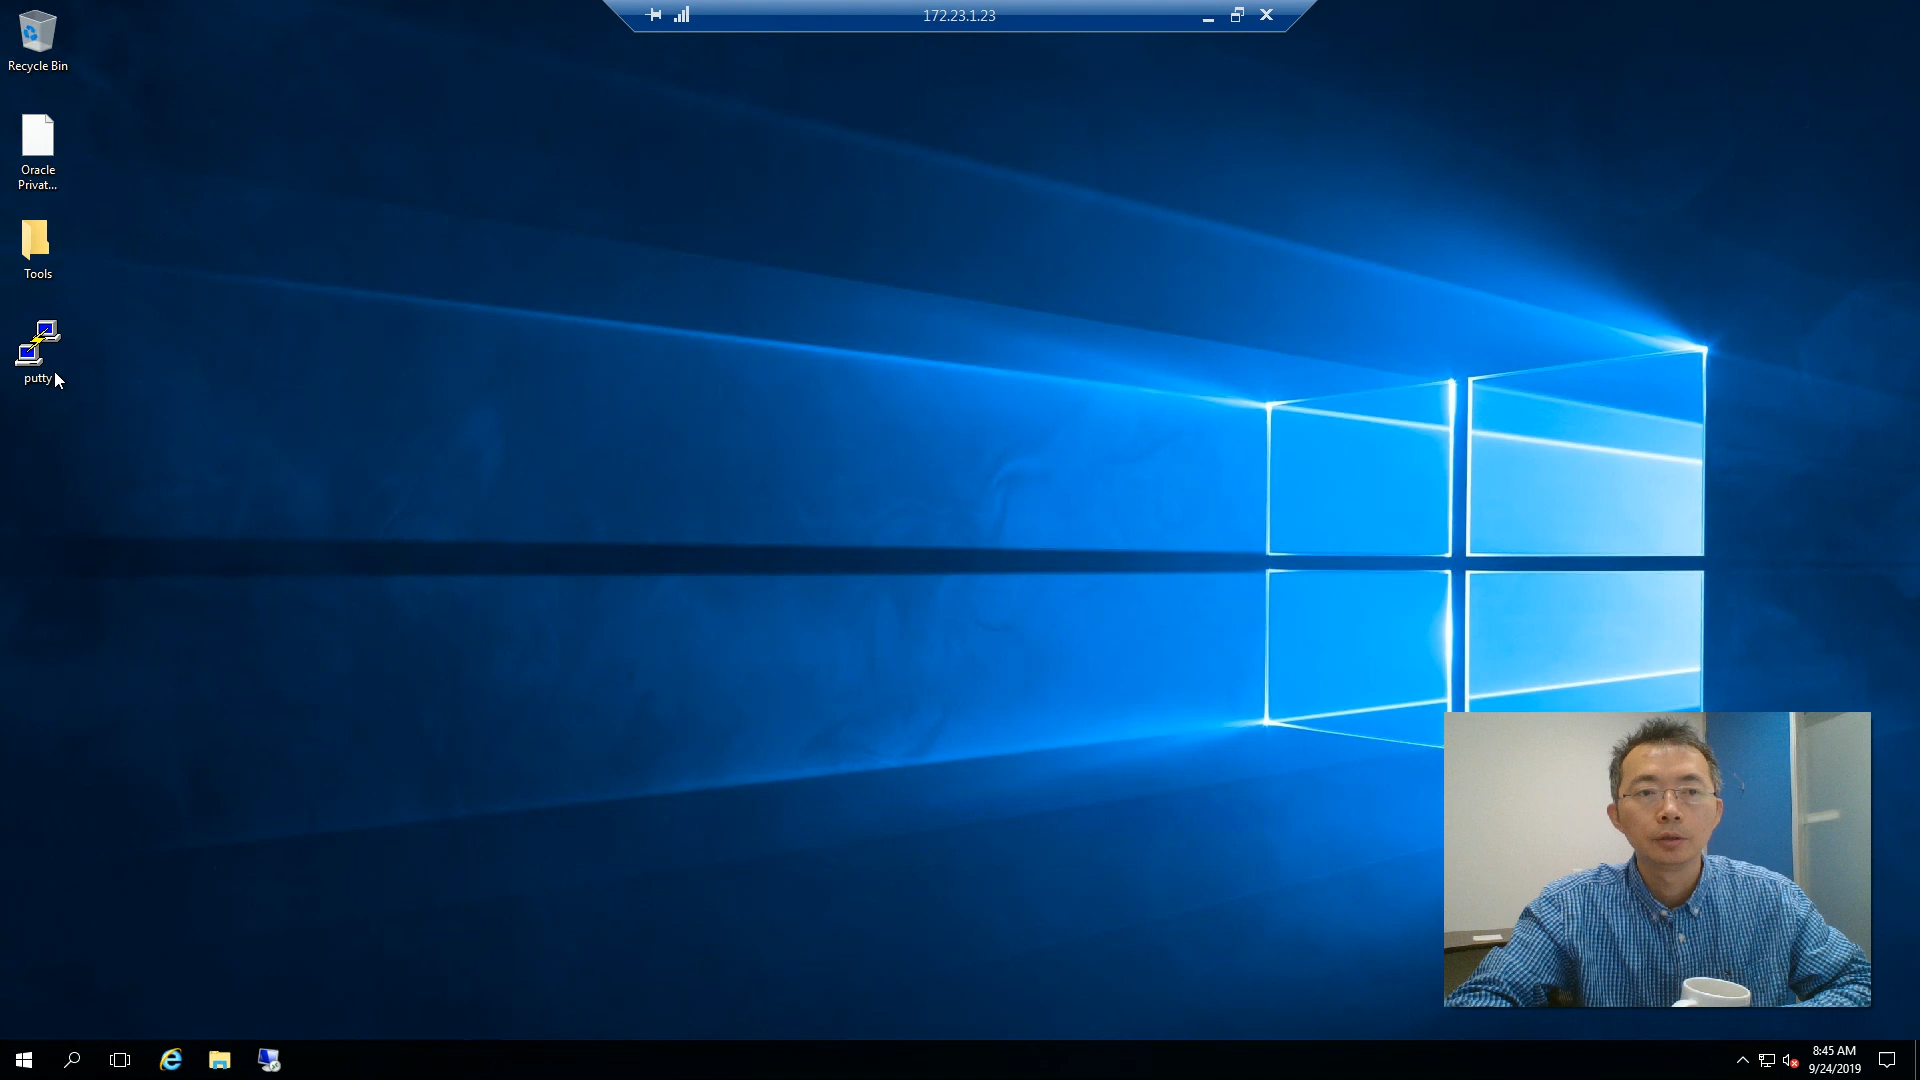 172.23.1.23
Recycle Bin
Oracle
Privat...
Tools
putty
8:45 AM
9/24/2019